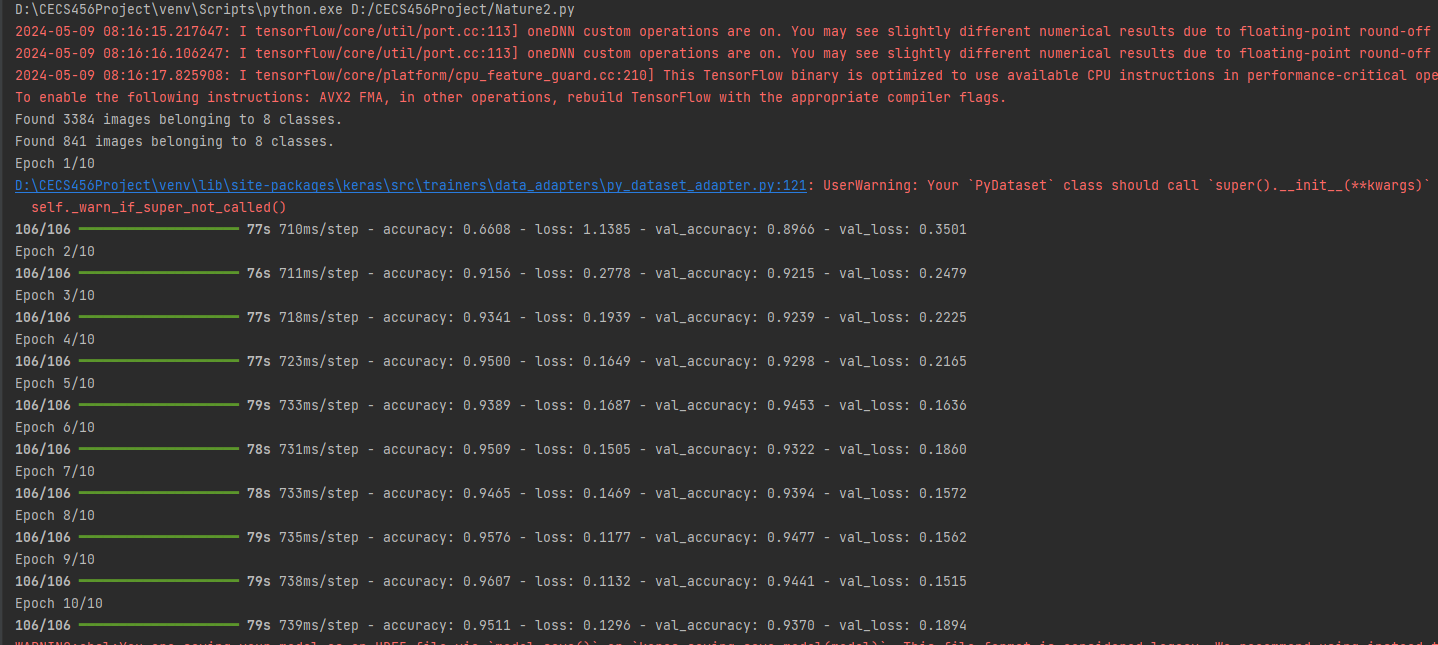 D:\CECS456Project\venv\Scripts\python.exe D:/CECS456Project/Nature2.py
2024-05-09 08:16:15.217647: I tensorflow/core/util/port.cc:113] oneDNN custom operations are on. You may see slightly different numerical results due to floating-point round-off
2024-05-09 08:16:16.106247: I tensorflow/core/util/port.cc:113] oneDNN custom operations are on. You may see slightly different numerical results due to floating-point round-off
2024-05-09 08:16:17.825908: I tensorflow/core/platform/cpu_feature_guard.cc:210] This TensorFlow binary is optimized to use available CPU instructions in performance-critical ope
To enable the following instructions: AVX2 FMA, in other operations, rebuild TensorFlow with the appropriate compiler flags.
Found 3384 images belonging to 8 classes.
Found 841 images belonging to 8 classes.
Epoch 1/10
D:\CECS456Project\venv\lib\site-packages\keras\src\trainers\data_adapters\py_dataset_adapter.py:121: UserWarning: Your `PyDataset` class should call `super().__init__(**kwargs)`
self._warn_if_super_not_called()
106/106 77s 710ms/step - accuracy: 0.6608 - loss: 1.1385 - val_accuracy: 0.8966 - val_loss: 0.3501
Epoch 2/10
106/106 76s 711ms/step - accuracy: 0.9156 - loss: 0.2778 - val_accuracy: 0.9215 - val_loss: 0.2479
Epoch 3/10
106/106 77s 718ms/step - accuracy: 0.9341 - loss: 0.1939 - val_accuracy: 0.9239 - val_loss: 0.2225
Epoch 4/10
106/106 77s 723ms/step - accuracy: 0.9500 - loss: 0.1649 - val_accuracy: 0.9298 - val_loss: 0.2165
Epoch 5/10
106/106 79s 733ms/step - accuracy: 0.9389 - loss: 0.1687 - val_accuracy: 0.9453 - val_loss: 0.1636
Epoch 6/10
106/106 78s 731ms/step - accuracy: 0.9509 - loss: 0.1505 - val_accuracy: 0.9322 - val_loss: 0.1860
Epoch 7/10
106/106 78s 733ms/step - accuracy: 0.9465 - loss: 0.1469 - val_accuracy: 0.9394 - val_loss: 0.1572
Epoch 8/10
106/106 79s 735ms/step - accuracy: 0.9576 - loss: 0.1177 - val_accuracy: 0.9477 - val_loss: 0.1562
Epoch 9/10
106/106 79s 738ms/step - accuracy: 0.9607 - loss: 0.1132 - val_accuracy: 0.9441 - val_loss: 0.1515
Epoch 10/10
106/106 79s 739ms/step - accuracy: 0.9511 - loss: 0.1296 - val_accuracy: 0.9370 - val_loss: 0.1894